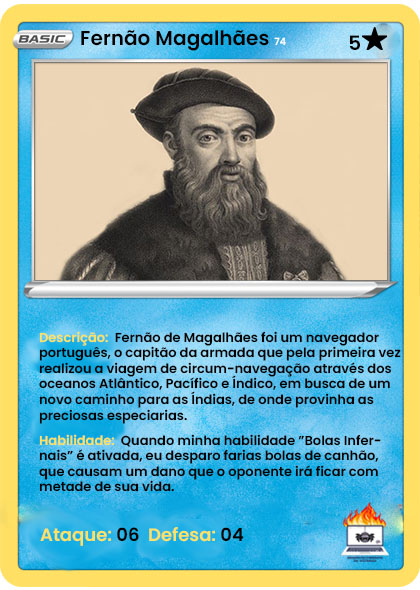 BASIC Fernão Magalhães 74 5
Descrição: Fernão de Magalhães foi um navegador
português, o capitão da armada que pela primeira vez
realizou a viagem de circum-navegação através dos
oceanos Atlântico, Pacífico e Índico, em busca de um
novo caminho para as Índias, de onde provinha as
preciosas especiarias.
Habilidade: Quando minha habilidade ”Bolas Infer-
nais” é ativada, eu desparo farias bolas de canhão,
que causam um dano que o oponente irá ficar com
metade de sua vida.
Ataque: 06 Defesa: 04